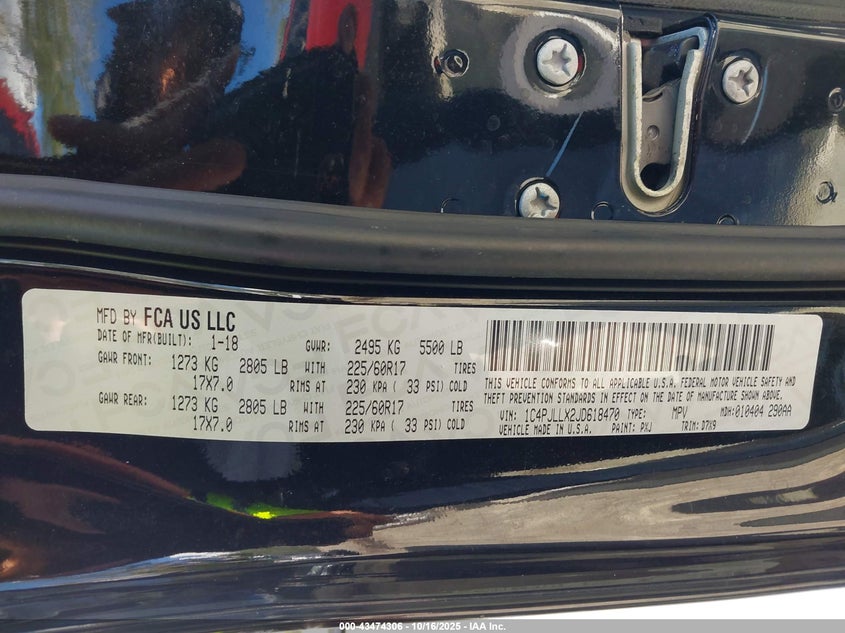 MFD BY FCA US LLC
DATE OF MFR(BUILT): 1-18 GVWR: 2495 KG 5500 LB
GAWR FRONT: 1273 KG 2805 LB WITH 225/60R17 TIRES
17X7.0 RIMS AT 230 KPA ( 33 PSI) COLD
GAWR REAR: 1273 KG 2805 LB WITH 225/60R17 TIRES
17X7.0 RIMS AT 230 KPA ( 33 PSI) COLD
THIS VEHICLE CONFORMS TO ALL APPLICABLE U.S.A. FEDERAL MOTOR VEHICLE SAFETY AND
THEFT PREVENTION STANDARDS IN EFFECT ON THE DATE OF MANUFACTURE SHOWN ABOVE.
VIN: 1C4PJLLX2JD618470 TYPE: MPV MDH: 010404 290AA
VEHICLE MADE IN U.S.A. PAINT: PXJ TRIM: D7X9
000-43474306 | 10/16/2025 | IAA Inc.